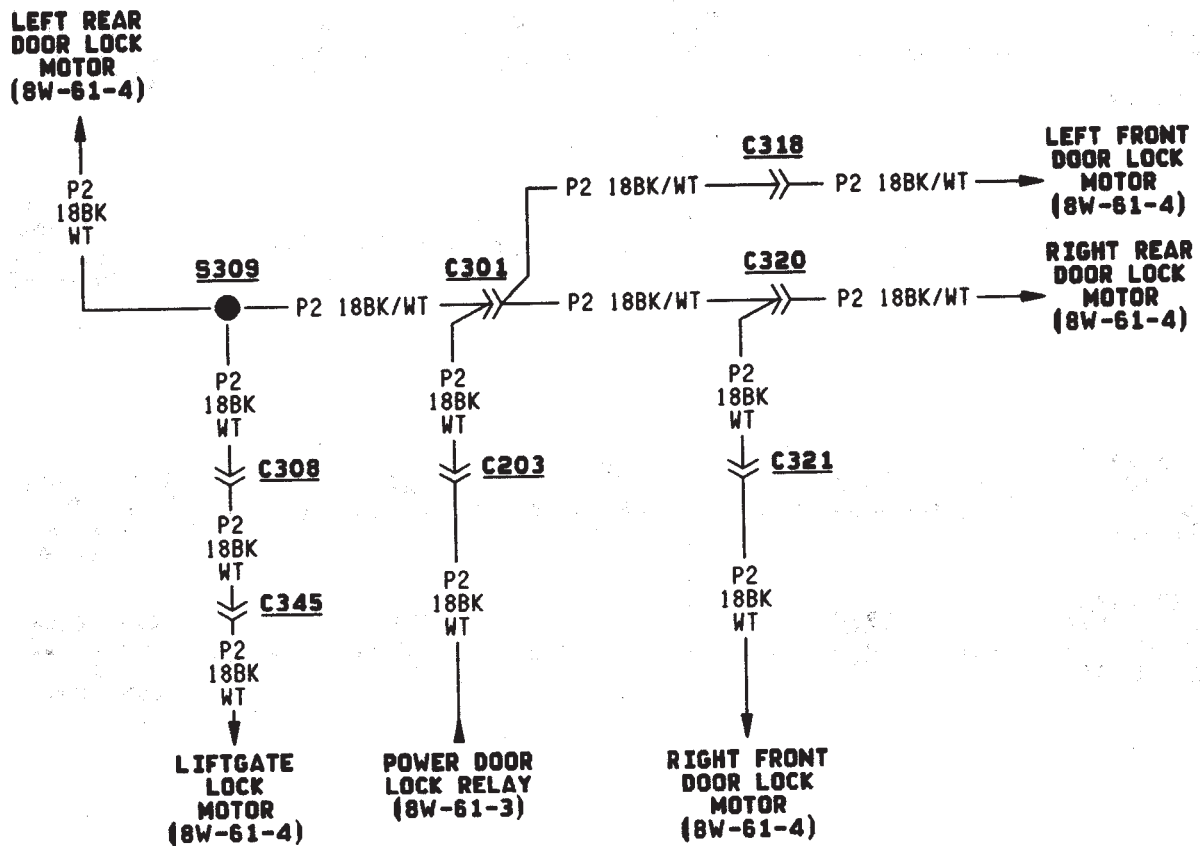 LEFT REAR
DOOR LOCK
MOTOR
(8W-61-4)
P2
18BK
WT
S309
P2 18BK/WT
C301
P2 18BK/WT
C318
P2 18BK/WT
LEFT FRONT
DOOR LOCK
MOTOR
(8W-61-4)
P2 18BK/WT
C320
P2 18BK/WT
RIGHT REAR
DOOR LOCK
MOTOR
(8W-61-4)
P2
18BK
WT
C308
P2
18BK
WT
C345
P2
18BK
WT
LIFTGATE
LOCK
MOTOR
(8W-61-4)
P2
18BK
WT
C203
P2
18BK
WT
POWER DOOR
LOCK RELAY
(8W-61-3)
P2
18BK
WT
C321
P2
18BK
WT
RIGHT FRONT
DOOR LOCK
MOTOR
(8W-61-4)